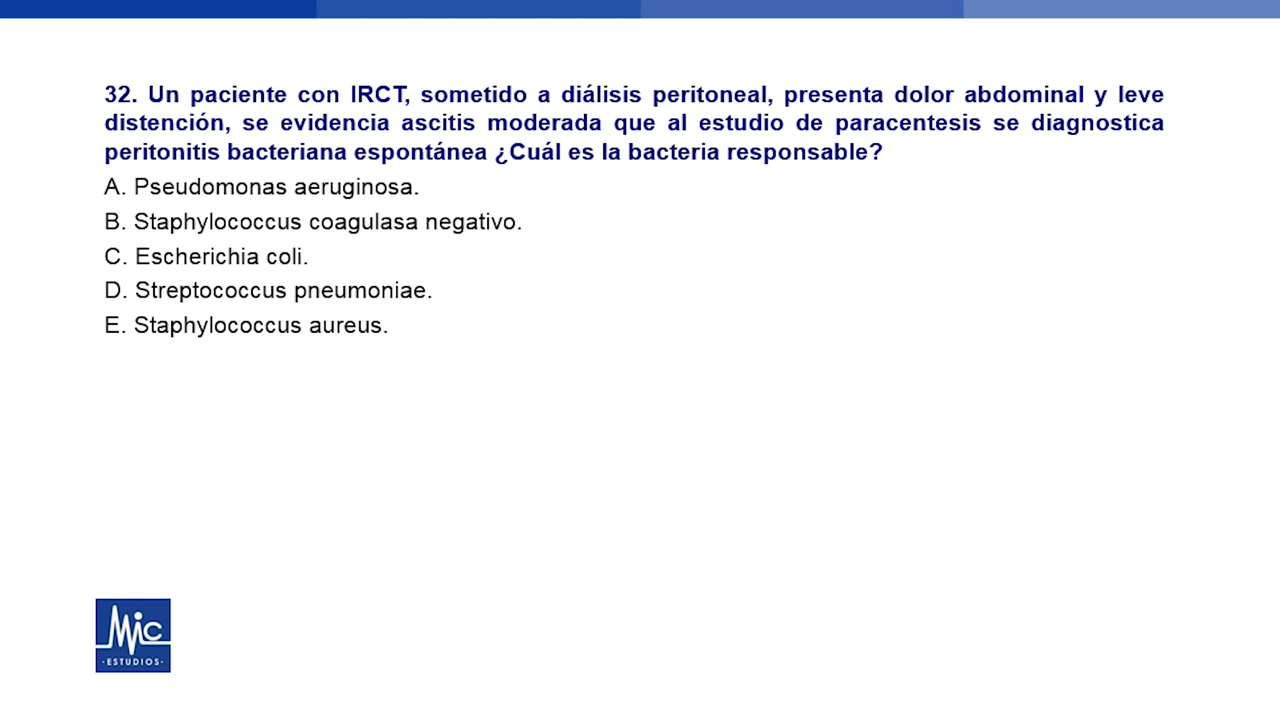 32. Un paciente con IRCT, sometido a diálisis peritoneal, presenta dolor abdominal y leve
distención, se evidencia ascitis moderada que al estudio de paracentesis se diagnostica
peritonitis bacteriana espontánea ¿Cuál es la bacteria responsable?
A. Pseudomonas aeruginosa.
B. Staphylococcus coagulasa negativo.
C. Escherichia coli.
D. Streptococcus pneumoniae.
E. Staphylococcus aureus.
Mic
·ESTUDIOS·